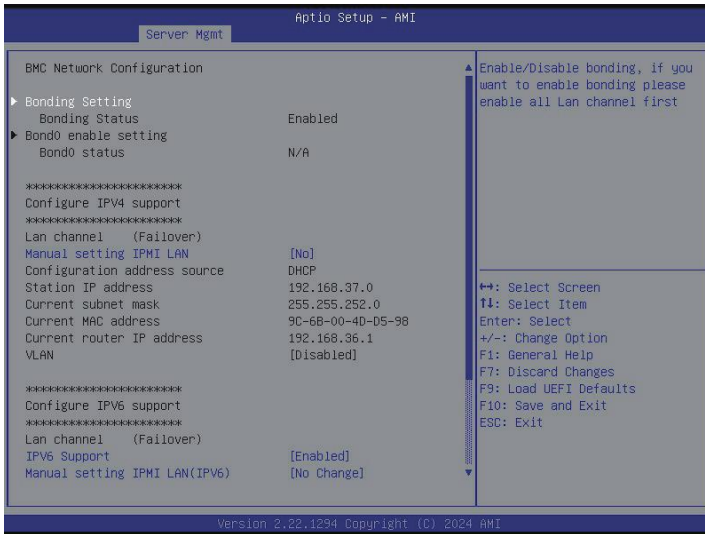 Aptio Setup – AMI
Server Mgmt
BMC Network Configuration
Bonding Setting
Bonding Status Enabled
Bond0 enable setting
Bond0 status N/A
***********************
Configure IPV4 support
***********************
Lan channel (Failover)
Manual setting IPMI LAN [No]
Configuration address source DHCP
Station IP address 192.168.37.0
Current subnet mask 255.255.252.0
Current MAC address 9C-6B-00-4D-D5-98
Current router IP address 192.168.36.1
VLAN [Disabled]
***********************
Configure IPV6 support
***********************
Lan channel (Failover)
IPV6 Support [Enabled]
Manual setting IPMI LAN(IPV6) [No Change]
Enable/Disable bonding, if you
want to enable bonding please
enable all Lan channel first
↔: Select Screen
↑↓: Select Item
Enter: Select
+/-: Change Option
F1: General Help
F7: Discard Changes
F9: Load UEFI Defaults
F10: Save and Exit
ESC: Exit
Version 2.22.1294 Copyright (C) 2024 AMI